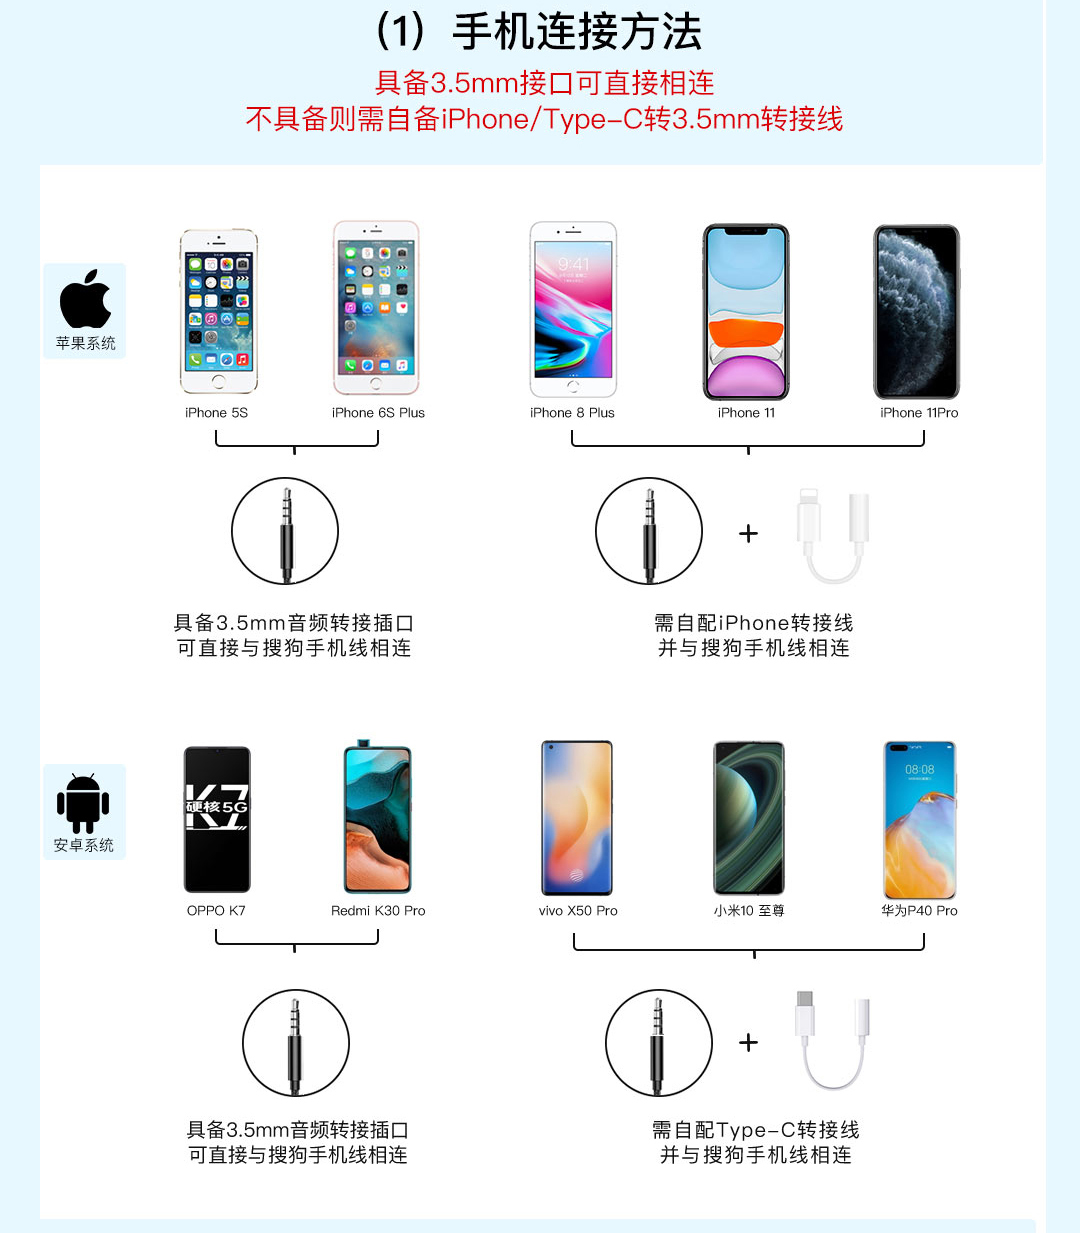 (1) 手机连接方法
具备3.5mm接口可直接相连
不具备则需自备iPhone/Type-C转3.5mm转接线
苹果系统
9:41
iPhone 5S
iPhone 6S Plus
iPhone 8 Plus
iPhone 11
iPhone 11Pro
具备3.5mm音频转接插口
可直接与搜狗手机线相连
需自配iPhone转接线
并与搜狗手机线相连
安卓系统
K7
硬核5G
08:08
OPPO K7
Redmi K30 Pro
vivo X50 Pro
小米10 至尊
华为P40 Pro
具备3.5mm音频转接插口
可直接与搜狗手机线相连
需自配Type-C转接线
并与搜狗手机线相连